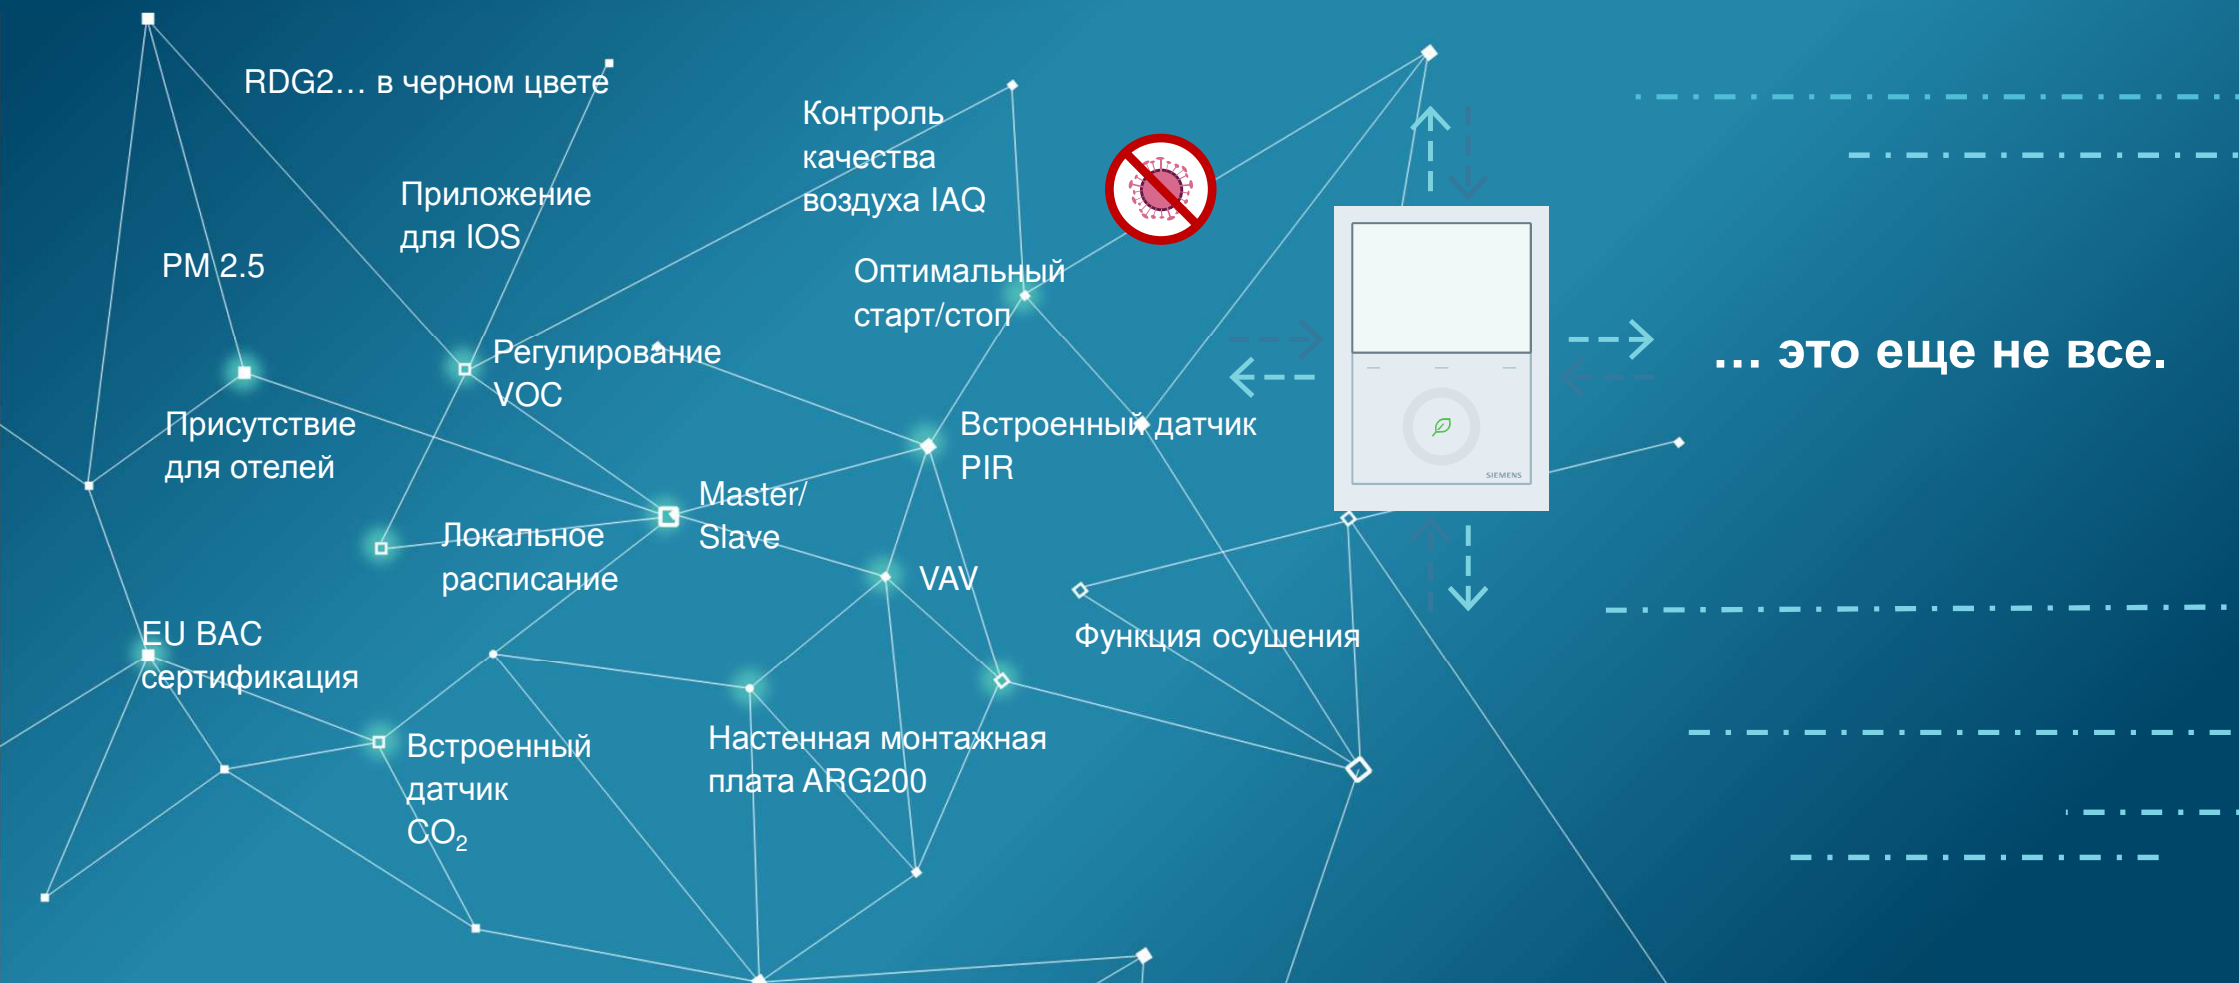 RDG2… в черном цвете
Контроль
качества
воздуха IAQ
Приложение
для IOS
PM 2.5
Оптимальный
старт/стоп
Регулирование
VOC
… это еще не все.
Присутствие
для отелей
Встроенный датчик
PIR
SIEMENS
Master/
Slave
Локальное
расписание
VAV
EU BAC
сертификация
Функция осушения
Встроенный
датчик
CO₂
Настенная монтажная
плата ARG200